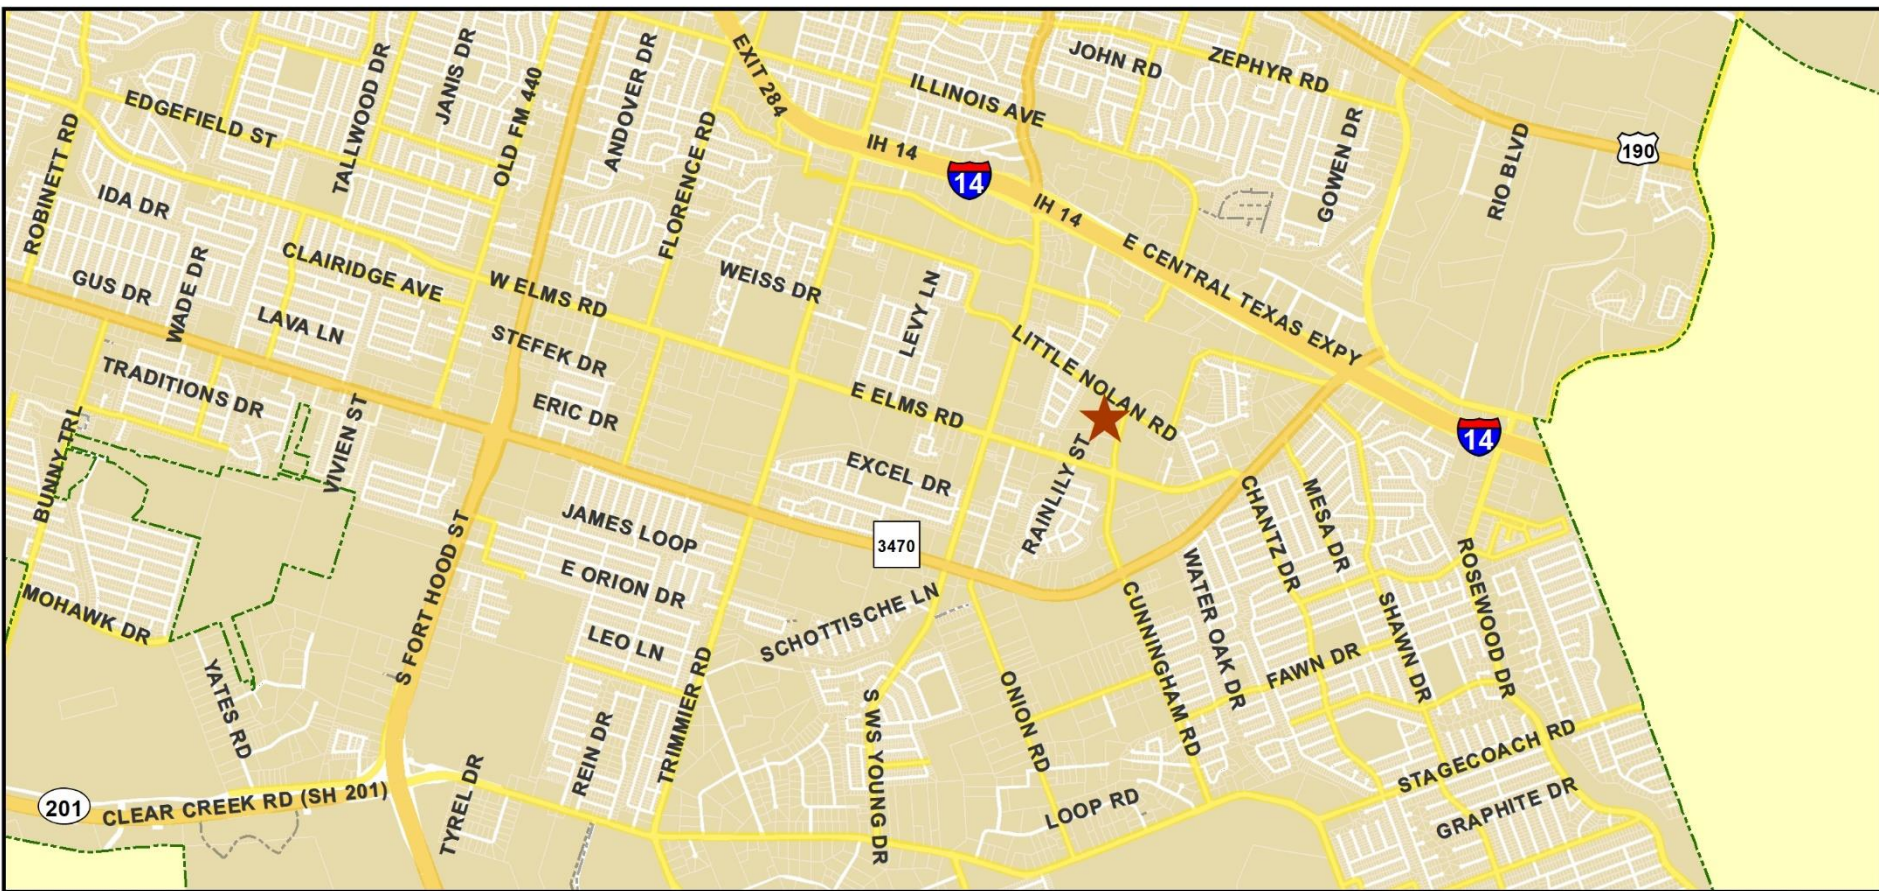 EXIT 284
JOHN RD
ZEPHYR RD
TALLWOOD DR
JANIS DR
OLD FM 440
ANDOVER DR
EDGEFIELD ST
ILLINOIS AVE
FLORENCE RD
IH 14
GOWEN DR
RIO BLVD
190
ROBINETT RD
14
IDA DR
IH 14
CLAIRIDGE AVE
WADE DR
GUS DR
W ELMS RD
WEISS DR
E CENTRAL TEXAS EXPY
LEVY LN
LAVA LN
STEFEK DR
LITTLE NOLAN RD
TRADITIONS DR
ERIC DR
E ELMS RD
BUNNY TRL
VIVIEN ST
14
RAINLILY ST
EXCEL DR
CHANTZ DR
MESA DR
JAMES LOOP
3470
E ORION DR
WATER OAK DR
ROSEWOOD DR
MOHAWK DR
S FORT HOOD ST
SCHOTTISCHE LN
CUNNINGHAM RD
SHAWN DR
LEO LN
FAWN DR
YATES RD
TRIMMIER RD
S WS YOUNG DR
ONION RD
REIN DR
STAGECOACH RD
TYREL DR
201
CLEAR CREEK RD (SH 201)
LOOP RD
GRAPHITE DR